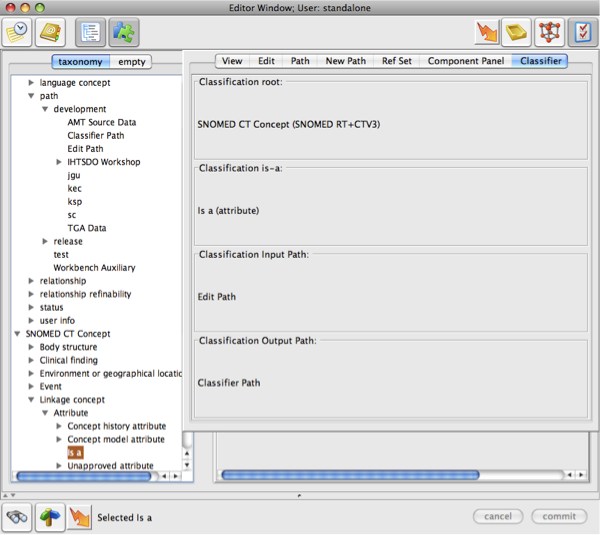 Editor Window; User: standalone
taxonomy empty
language concept
path
development
AMT Source Data
Classifier Path
Edit Path
IHTSDO Workshop
jgu
kec
ksp
sc
TGA Data
release
test
Workbench Auxiliary
relationship
relationship refinability
status
user info
SNOMED CT Concept
Body structure
Clinical finding
Environment or geographical locatic
Event
Linkage concept
Attribute
Concept history attribute
Concept model attribute
Is a
Unapproved attribute
View Edit Path New Path Ref Set Component Panel Classifier
Classification root:
SNOMED CT Concept (SNOMED RT+CTV3)
Classification is-a:
Is a (attribute)
Classification Input Path:
Edit Path
Classification Output Path:
Classifier Path
Selected Is a
cancel commit